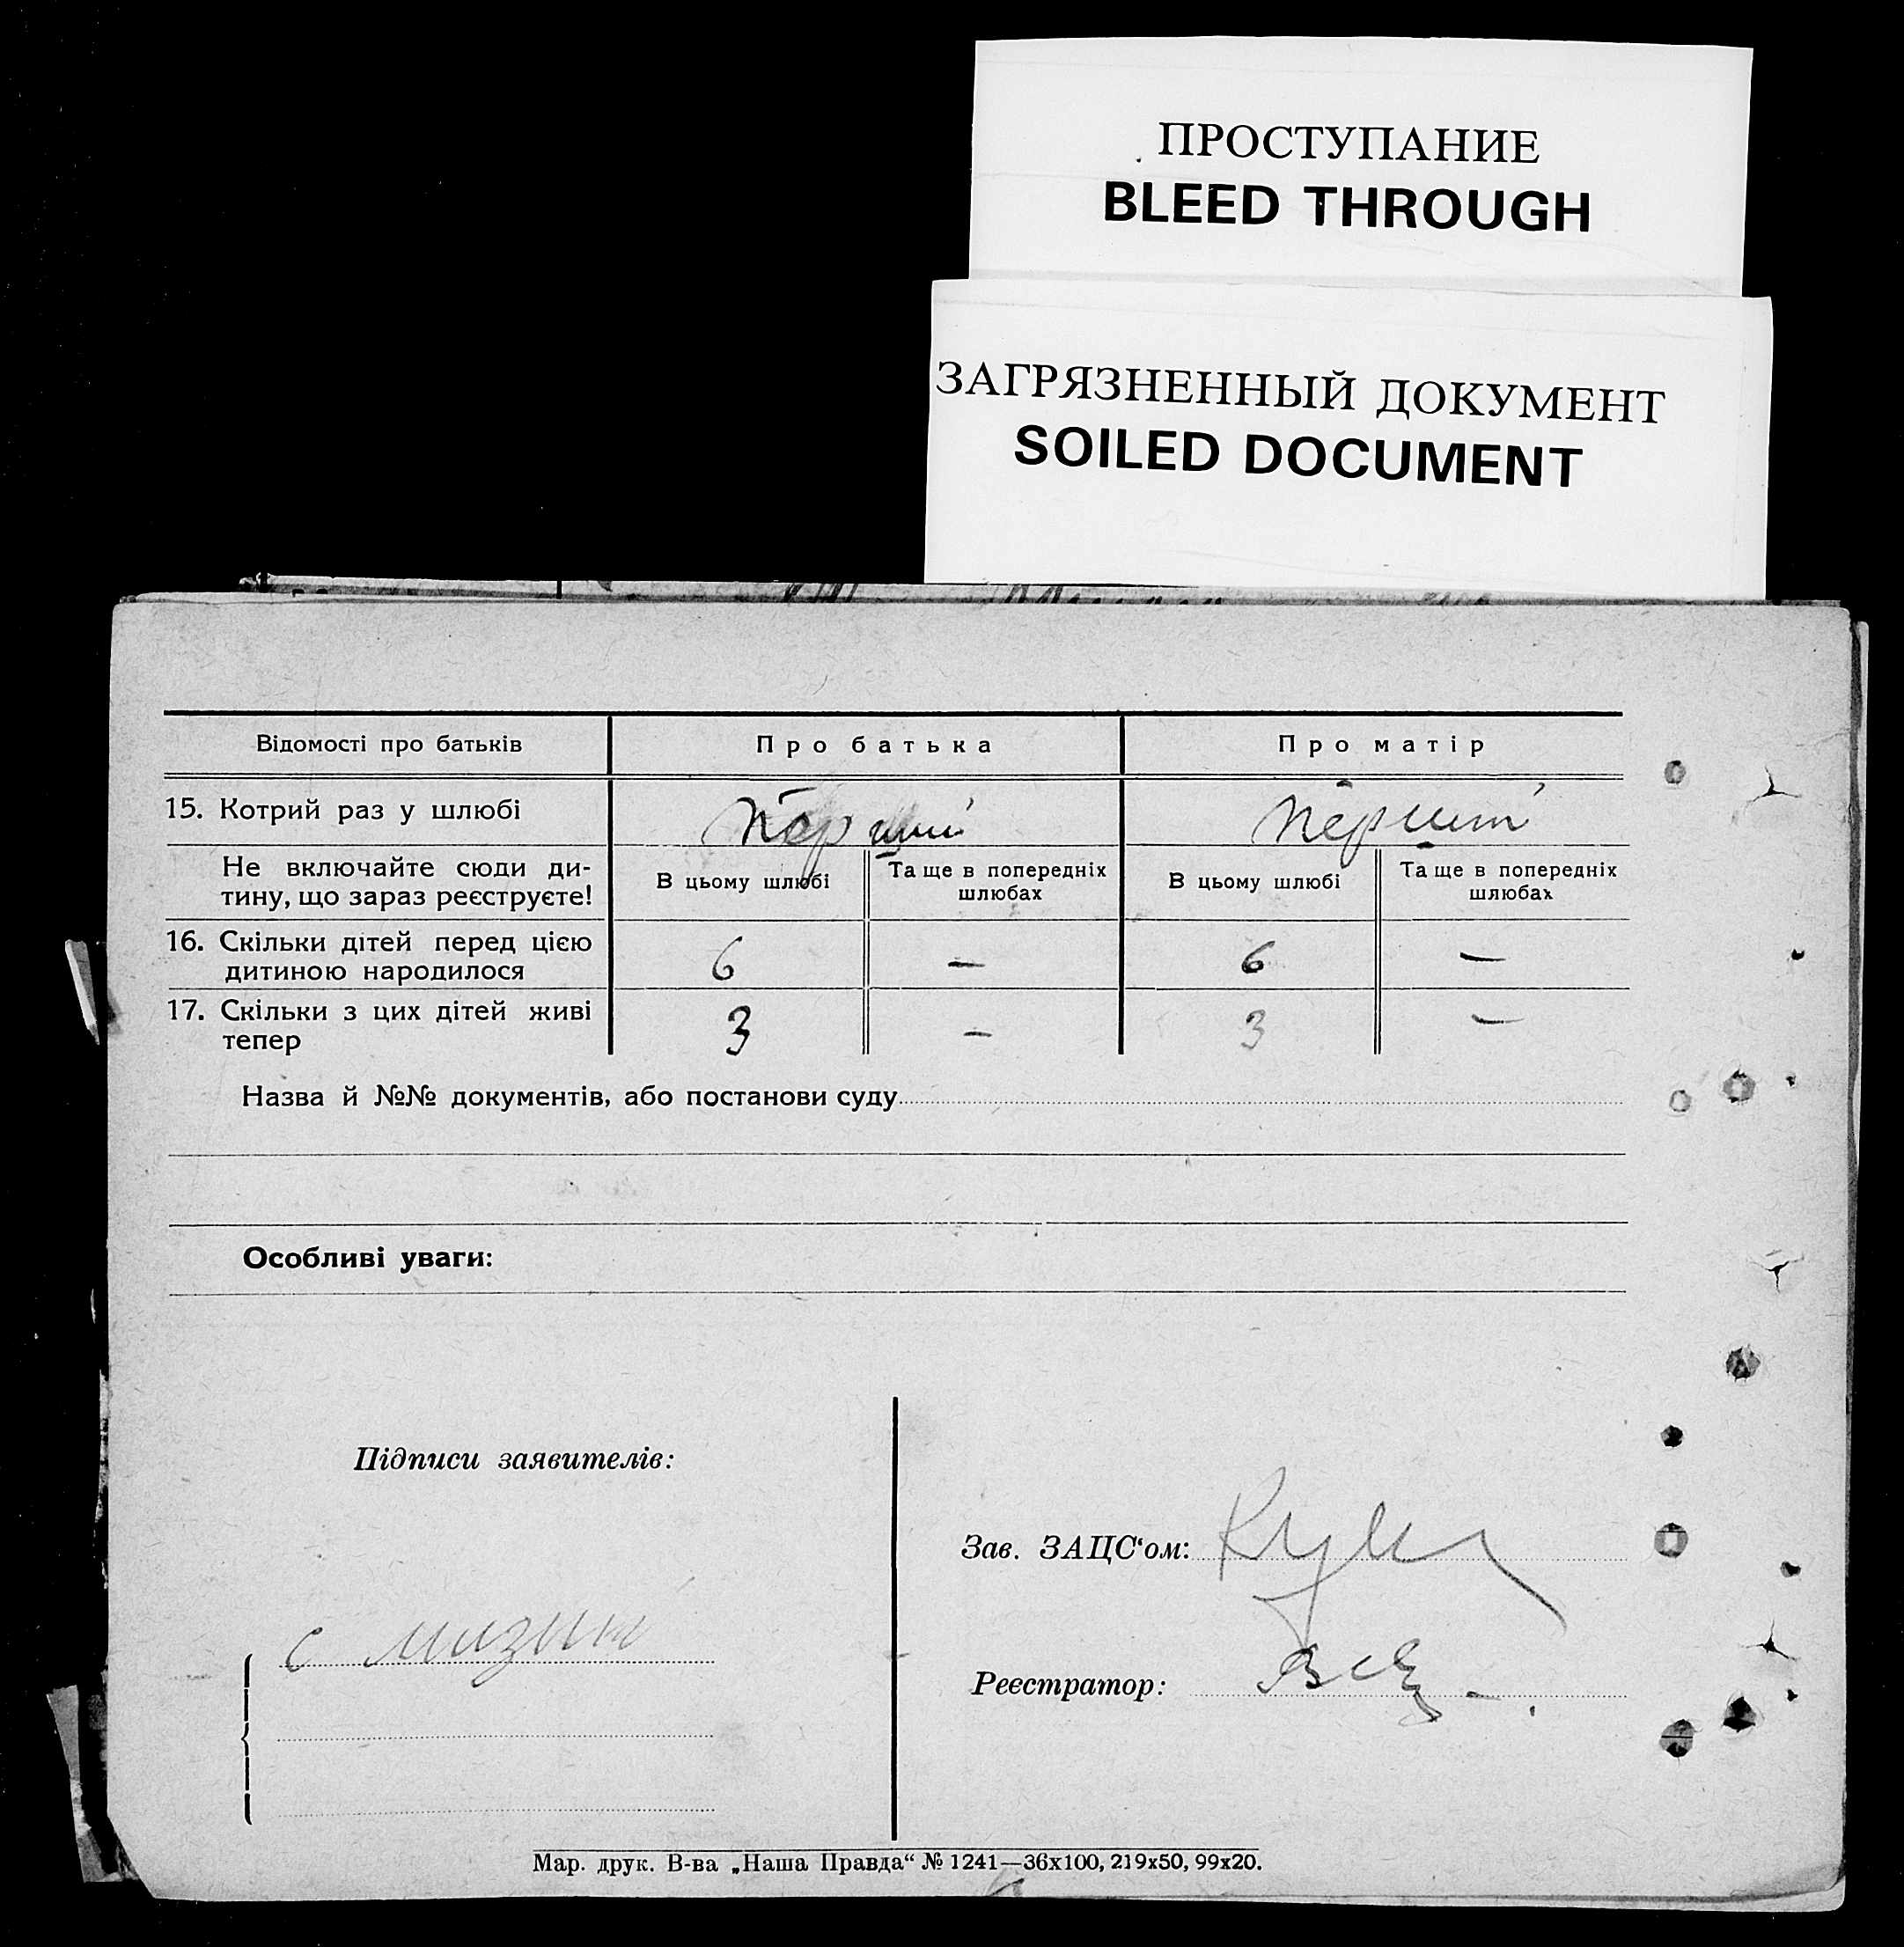 ПРОСТУПАНИЕ
BLEED THROUGH
ЗАГРЯЗНЕННЫЙ ДОКУМЕНТ
SOILED DOCUMENT
Відомості про батьків Про батька Про матір
15. Котрий раз у шлюбі перший перший
Не включайте сюди ди-
тину, що зараз реєструєте!
В цьому шлюбі
Та ще в попередніх
шлюбах
В цьому шлюбі
Та ще в попередніх
шлюбах
16. Скільки дітей перед цією
дитиною народилося
6 — 6 —
17. Скільки з цих дітей живі
тепер
3 — 3 —
Назва й №№ документів, або постанови суду
Особливі уваги:
Підписи заявителів:
Зав. ЗАЦС‘ом:
Реєстратор:
Мар. друк. В-ва „Наша Правда“ № 1241—36х100, 219х50, 99х20.